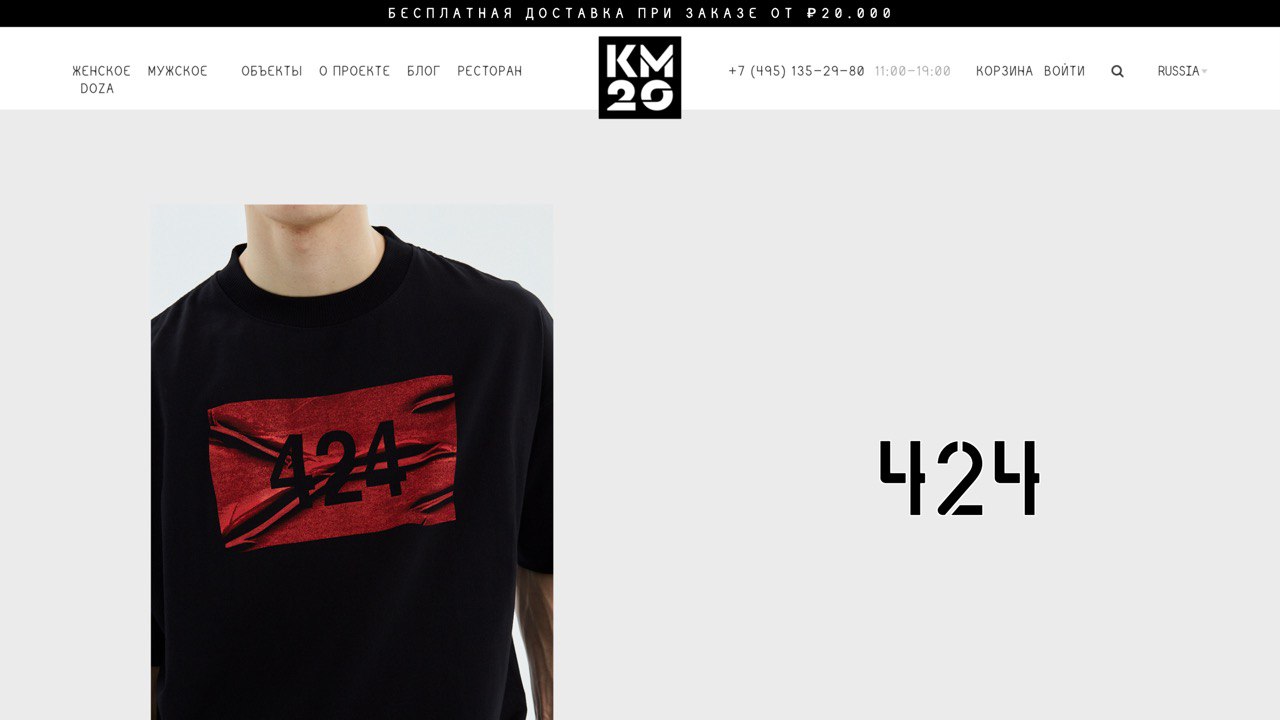 БЕСПЛАТНАЯ ДОСТАВКА ПРИ ЗАКАЗЕ ОТ ₽20.000
ЖЕНСКОЕ МУЖСКОЕ ОБЪЕКТЫ О ПРОЕКТЕ БЛОГ РЕСТОРАН
DOZA
KM
20
+7 (495) 135-29-80 11:00-19:00 КОРЗИНА ВОЙТИ RUSSIA
424
424